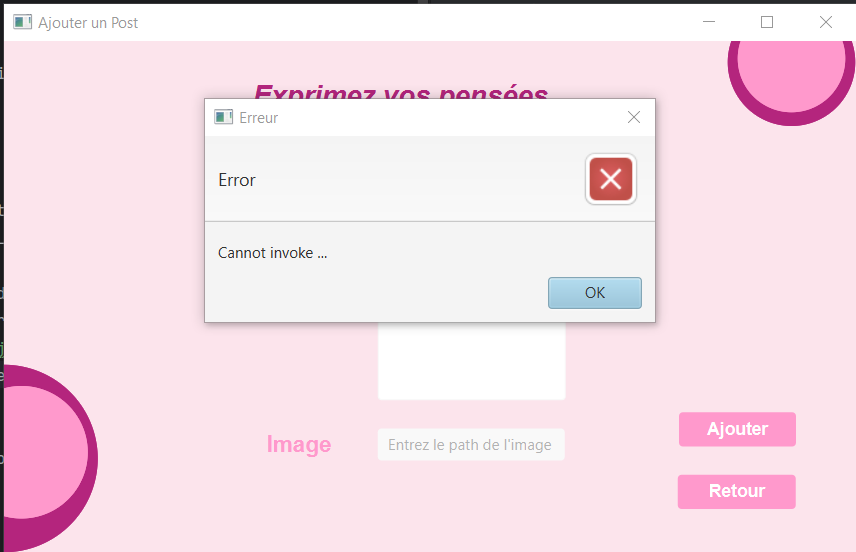 Ajouter un Post
Exprimez vos pensées
Erreur
Error
Cannot invoke ...
OK
Image
Entrez le path de l'image
Ajouter
Retour